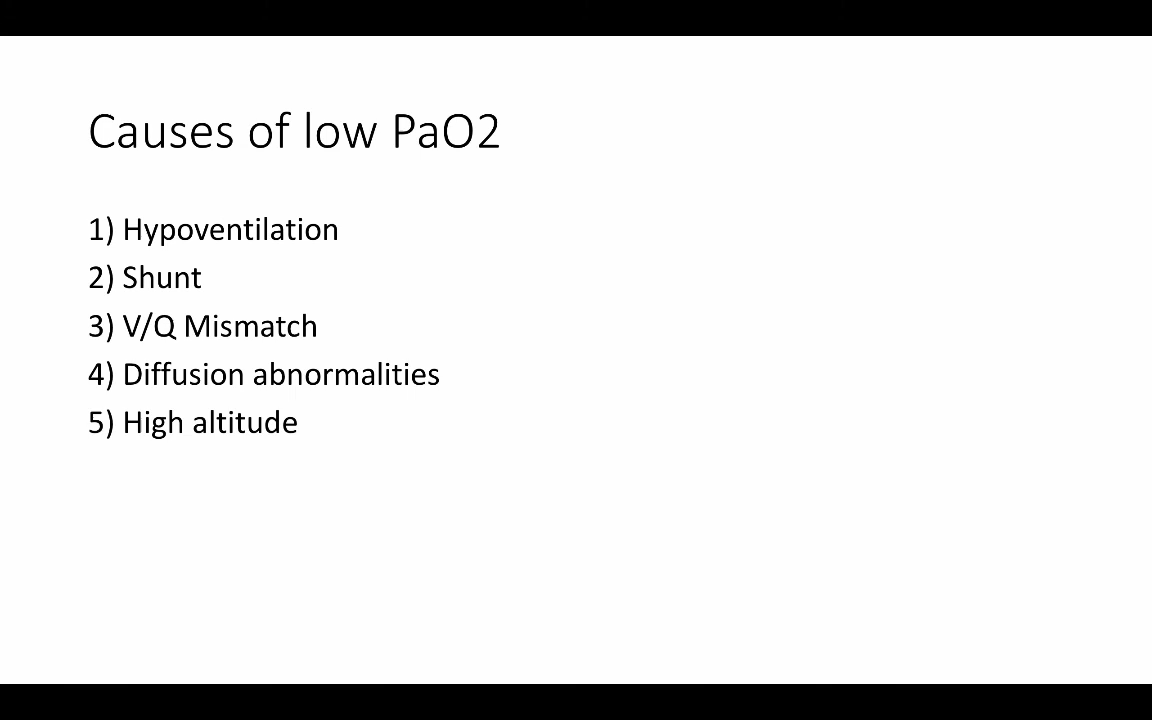 Causes of low PaO2
1) Hypoventilation
2) Shunt
3) V/Q Mismatch
4) Diffusion abnormalities
5) High altitude